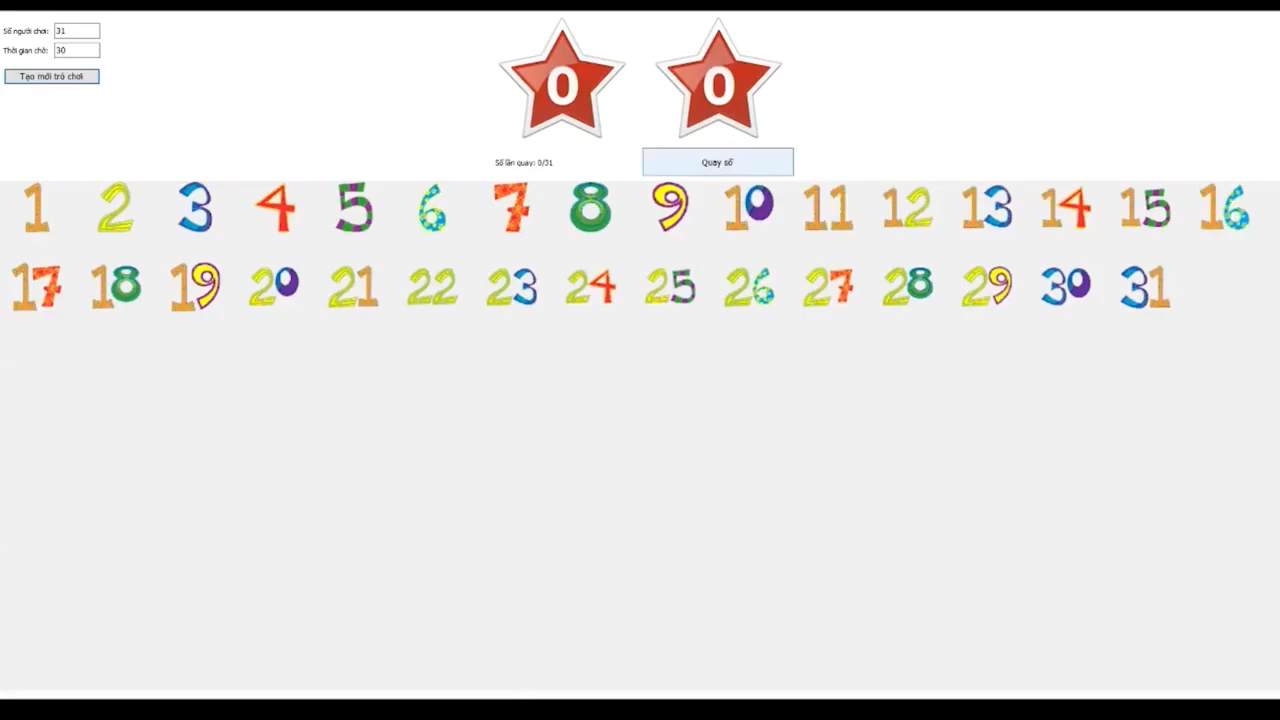 Số người chơi: 31
Thời gian chờ: 30
Tạo mới trò chơi
0 0
Số lần quay: 0/31
Quay số
1 2 3 4 5 6 7 8 9 10 11 12 13 14 15 16
17 18 19 20 21 22 23 24 25 26 27 28 29 30 31